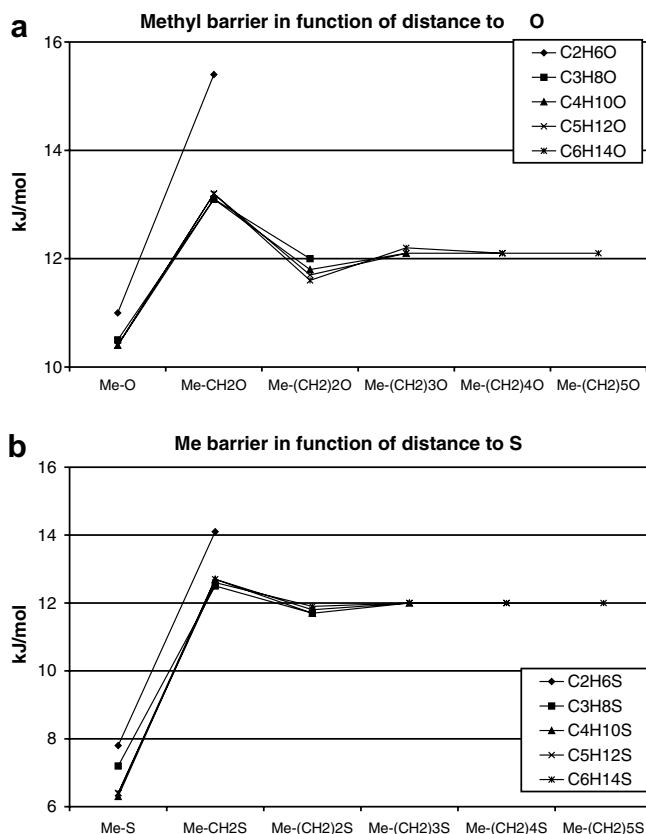 a
Methyl barrier in function of distance to O
kJ/mol
16
14
12
10
C2H6O
C3H8O
C4H10O
C5H12O
C6H14O
Me-O Me-CH2O Me-(CH2)2O Me-(CH2)3O Me-(CH2)4O Me-(CH2)5O
b
Me barrier in function of distance to S
kJ/mol
16
14
12
10
8
6
C2H6S
C3H8S
C4H10S
C5H12S
C6H14S
Me-S Me-CH2S Me-(CH2)2S Me-(CH2)3S Me-(CH2)4S Me-(CH2)5S